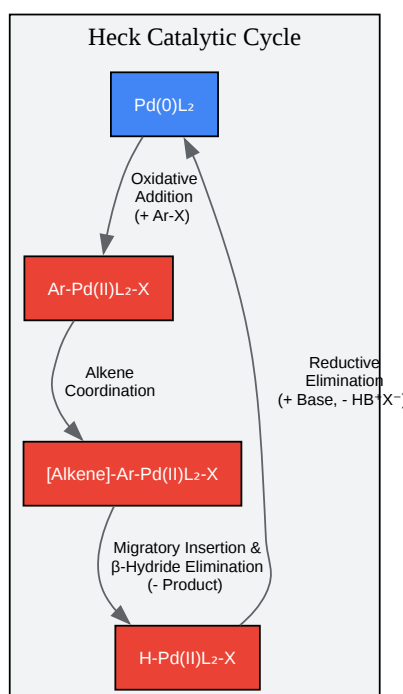 Heck Catalytic Cycle
Pd(0)L₂
Oxidative
Addition
(+ Ar-X)
Ar-Pd(II)L₂-X
Alkene
Coordination
Reductive
Elimination
(+ Base, - HB⁺X⁻)
[Alkene]-Ar-Pd(II)L₂-X
Migratory Insertion &
β-Hydride Elimination
(- Product)
H-Pd(II)L₂-X